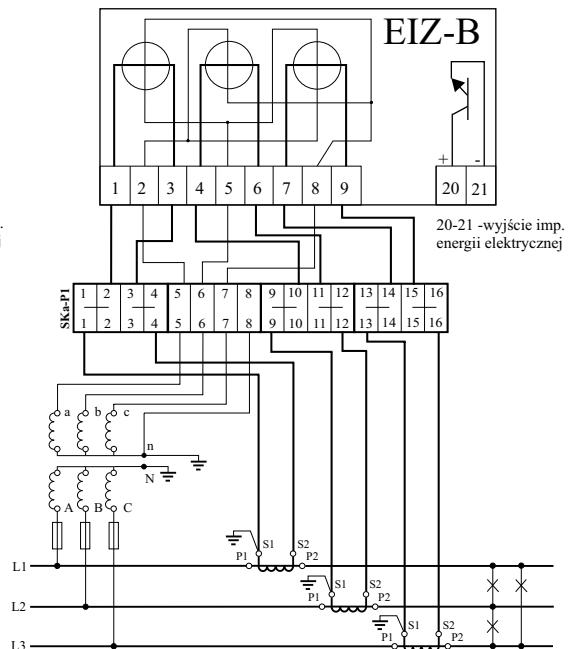 EIZ-B
+ -
1 2 3 4 5 6 7 8 9 20 21
20-21 -wyjście imp.
energii elektrycznej
SKa-P1
1 2 3 4 5 6 7 8 9 10 11 12 13 14 15 16
1 2 3 4 5 6 7 8 9 10 11 12 13 14 15 16
a b c
n
N
A B C
S1 S2
P1 P2
L1
S1 S2
P1 P2
L2
S1 S2
P1 P2
L3